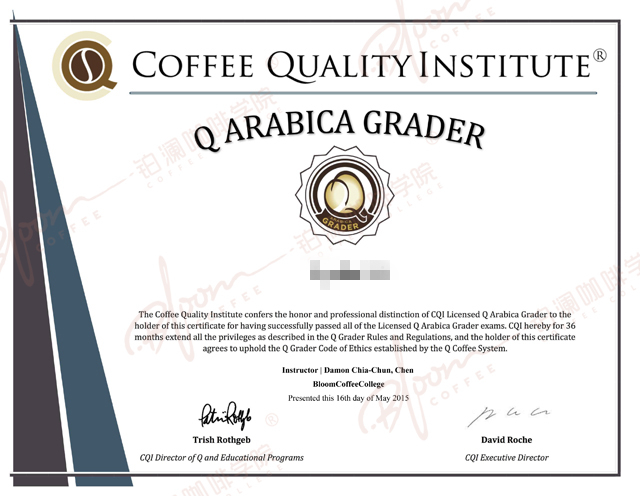 COFFEE QUALITY INSTITUTE®
Q ARABICA GRADER
Q
ARABICA
GRADER
The Coffee Quality Institute confers the honor and professional distinction of CQI Licensed Q Arabica Grader to the
holder of this certificate for having successfully passed all of the Licensed Q Arabica Grader exams. CQI hereby for 36
months extend all the privileges as described in the Q Grader Rules and Regulations, and the holder of this certificate
agrees to uphold the Q Grader Code of Ethics established by the Q Coffee System.
Instructor | Damon Chia-Chun, Chen
BloomCoffeeCollege
Presented this 16th day of May 2015
Trish Rothgeb
David Roche
CQI Director of Q and Educational Programs
CQI Executive Director
Bloom
COFFEE
铂澜咖啡学院
COFFEE COLLEGE